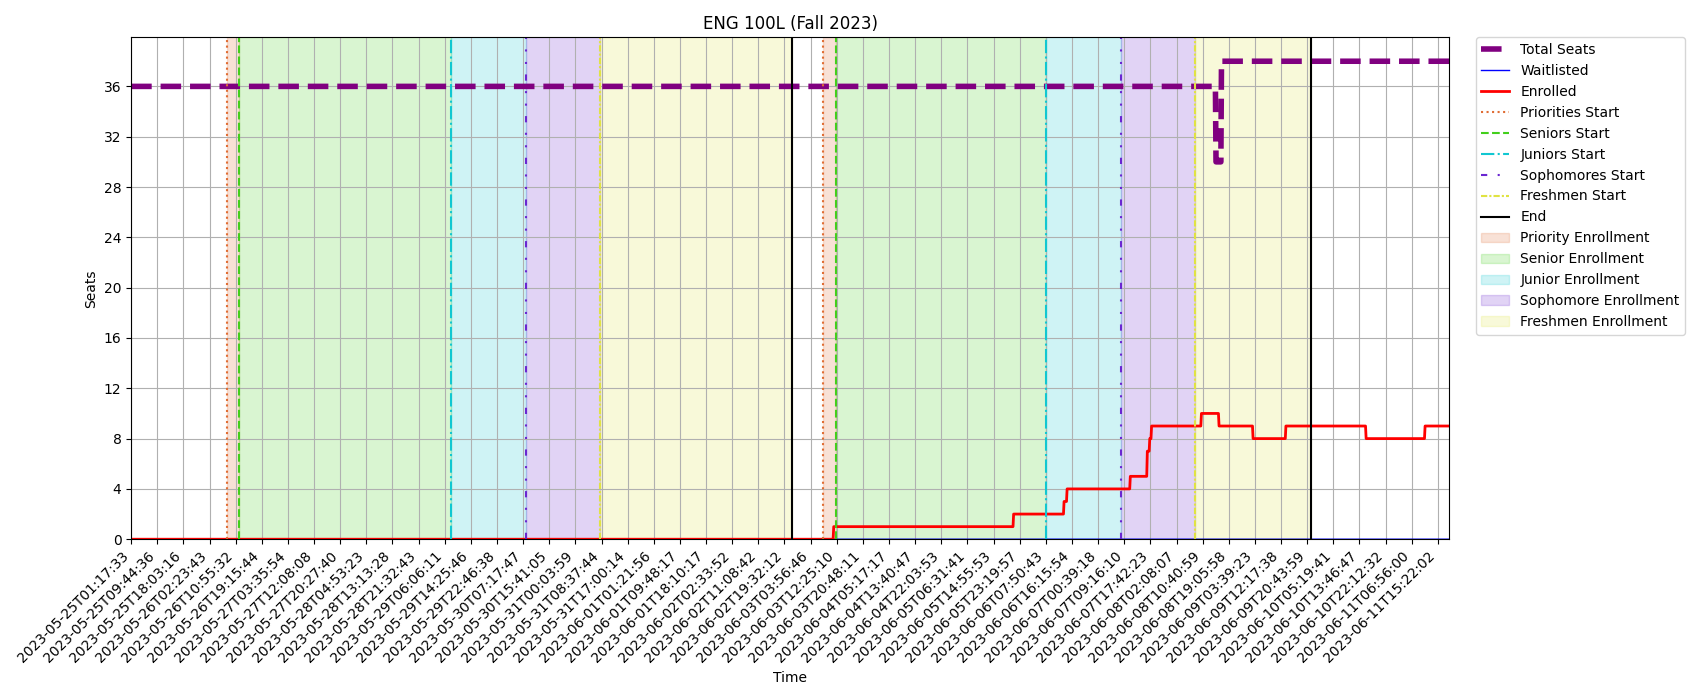 ENG 100L (Fall 2023)
Total Seats
Waitlisted
Enrolled
Priorities Start
Seniors Start
Juniors Start
Sophomores Start
Freshmen Start
End
Priority Enrollment
Senior Enrollment
Junior Enrollment
Sophomore Enrollment
Freshmen Enrollment
Seats
36
32
28
24
20
16
12
8
4
0
2023-05-25T01:17:33
2023-05-25T09:44:36
2023-05-25T18:03:16
2023-05-26T02:23:43
2023-05-26T10:55:32
2023-05-26T19:15:44
2023-05-27T03:35:54
2023-05-27T12:08:08
2023-05-27T20:27:40
2023-05-28T04:53:23
2023-05-28T13:13:28
2023-05-28T21:32:43
2023-05-29T06:06:11
2023-05-29T14:25:46
2023-05-29T22:46:38
2023-05-30T07:17:47
2023-05-30T15:41:05
2023-05-31T00:03:59
2023-05-31T08:37:44
2023-05-31T17:00:14
2023-06-01T01:21:56
2023-06-01T09:48:17
2023-06-01T18:10:17
2023-06-02T02:33:52
2023-06-02T11:08:42
2023-06-02T19:32:12
2023-06-03T03:56:46
2023-06-03T12:25:10
2023-06-03T20:48:11
2023-06-04T05:17:17
2023-06-04T13:40:47
2023-06-04T22:03:53
2023-06-05T06:31:41
2023-06-05T14:55:53
2023-06-05T23:19:57
2023-06-06T07:50:43
2023-06-06T16:15:54
2023-06-07T00:39:18
2023-06-07T09:16:10
2023-06-07T17:42:23
2023-06-08T02:08:07
2023-06-08T10:40:59
2023-06-08T19:05:58
2023-06-09T03:39:23
2023-06-09T12:17:38
2023-06-09T20:43:59
2023-06-10T05:19:41
2023-06-10T13:46:47
2023-06-10T22:12:32
2023-06-11T06:56:00
2023-06-11T15:22:02
Time